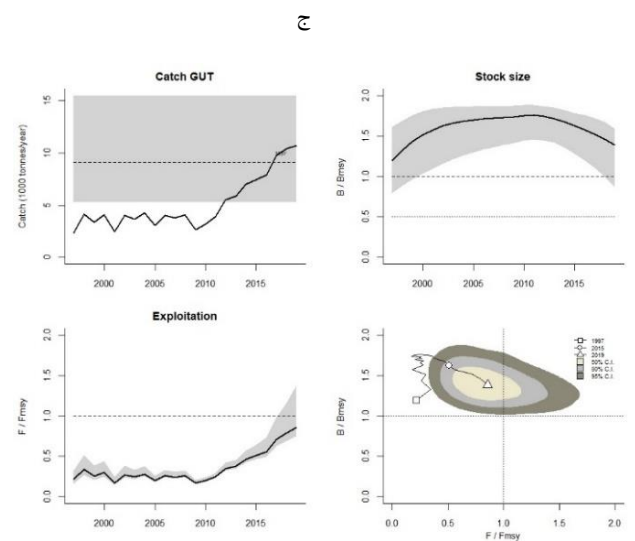 ج
Catch GUT
Catch (1000 tonnes/year)
15
10
5
0
2000 2005 2010 2015
Stock size
B / Bmsy
2.0
1.5
1.0
0.5
0.0
2000 2005 2010 2015
Exploitation
F / Fmsy
2.0
1.5
1.0
0.5
0.0
2000 2005 2010 2015
B / Bmsy
2.0
1.5
1.0
0.5
0.0
1997
2015
2019
50% C.I.
80% C.I.
95% C.I.
0.0 0.5 1.0 1.5 2.0
F / Fmsy